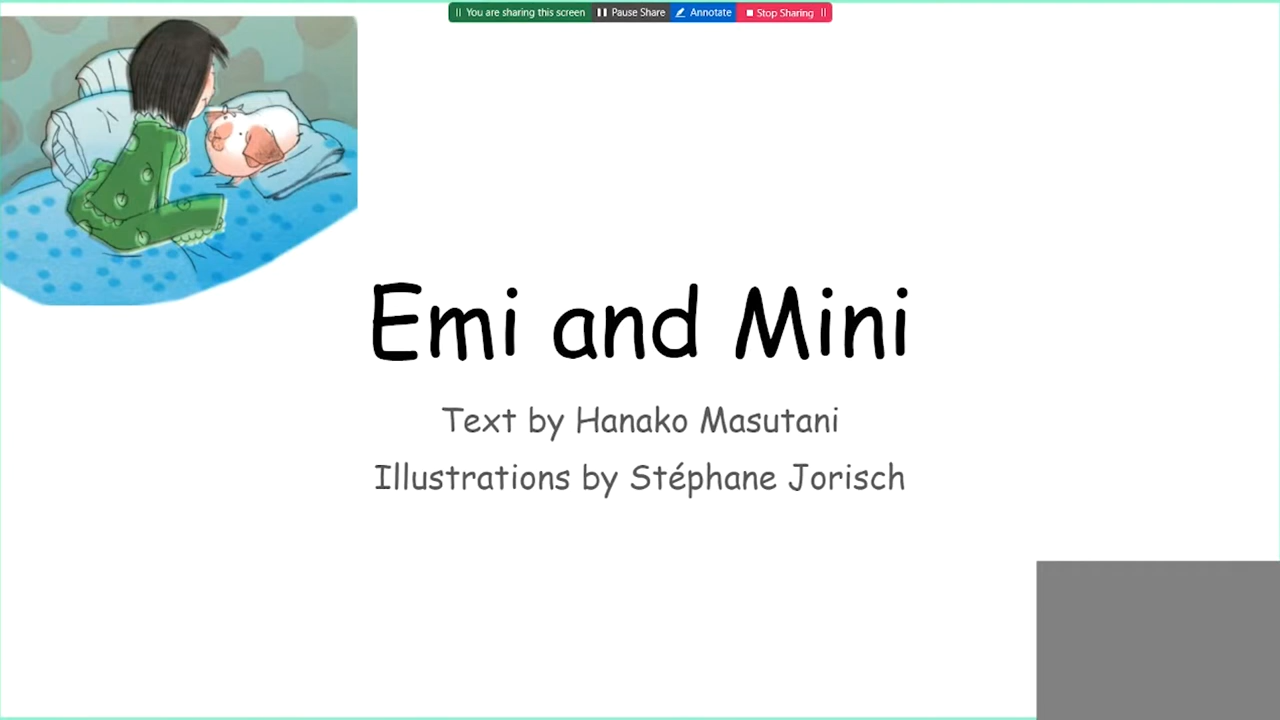 You are sharing this screen Pause Share Annotate Stop Sharing
Emi and Mini
Text by Hanako Masutani
Illustrations by Stéphane Jorisch